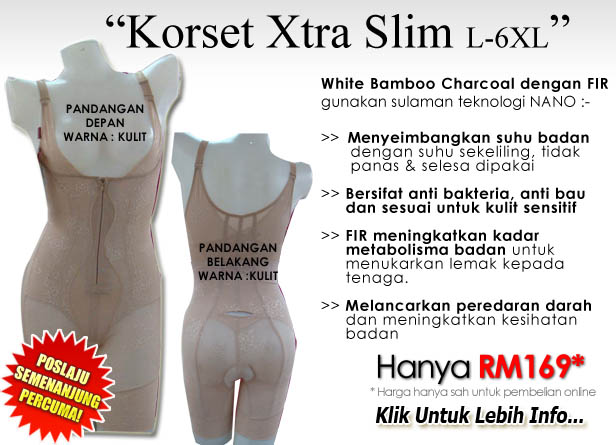 “Korset Xtra Slim L-6XL”
PANDANGAN
DEPAN
WARNA : KULIT
White Bamboo Charcoal dengan FIR
gunakan sulaman teknologi NANO :-
>> Menyeimbangkan suhu badan
dengan suhu sekeliling, tidak
panas & selesa dipakai
>> Bersifat anti bakteria, anti bau
dan sesuai untuk kulit sensitif
PANDANGAN
BELAKANG
WARNA :KULIT
>> FIR meningkatkan kadar
metabolisma badan untuk
menukarkan lemak kepada
tenaga.
>> Melancarkan peredaran darah
dan meningkatkan kesihatan
badan
POSLAJU
SEMENANJUNG
PERCUMA!
Hanya RM169*
* Harga hanya sah untuk pembelian online
Klik Untuk Lebih Info...